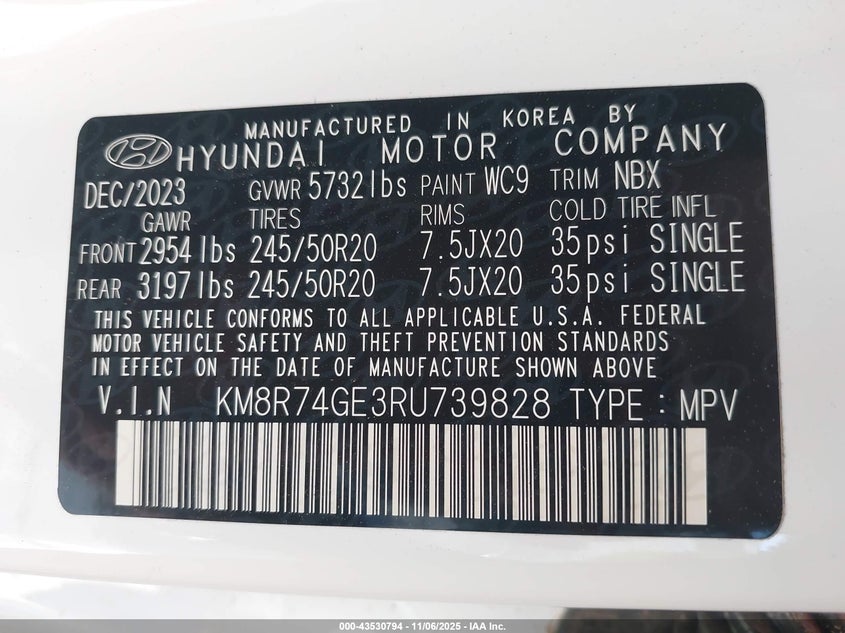 MANUFACTURED IN KOREA BY
HYUNDAI MOTOR COMPANY
DEC/2023 GVWR 5732lbs PAINT WC9 TRIM NBX
GAWR TIRES RIMS COLD TIRE INFL
FRONT 2954lbs 245/50R20 7.5JX20 35psi SINGLE
REAR 3197lbs 245/50R20 7.5JX20 35psi SINGLE
THIS VEHICLE CONFORMS TO ALL APPLICABLE U.S.A. FEDERAL
MOTOR VEHICLE SAFETY AND THEFT PREVENTION STANDARDS
IN EFFECT ON THE DATE OF MANUFACTURE SHOWN ABOVE
V.I.N KM8R74GE3RU739828 TYPE : MPV
000-43530794 - 11/06/2025 - IAA Inc.